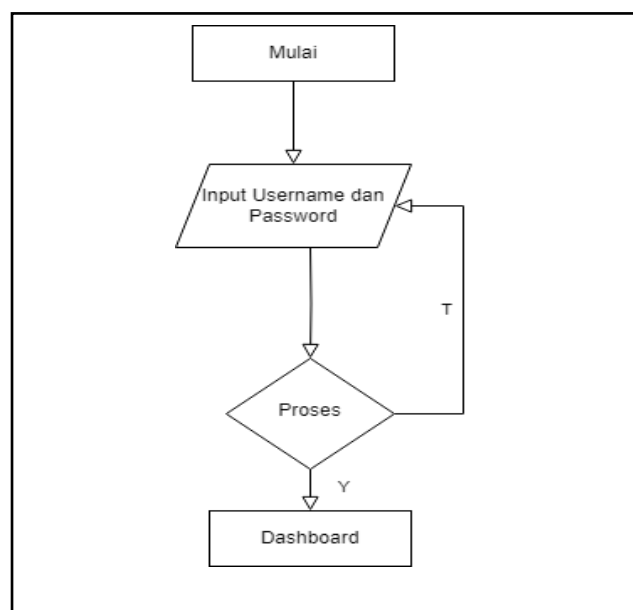 Mulai
Input Username dan
Password
T
Proses
Y
Dashboard